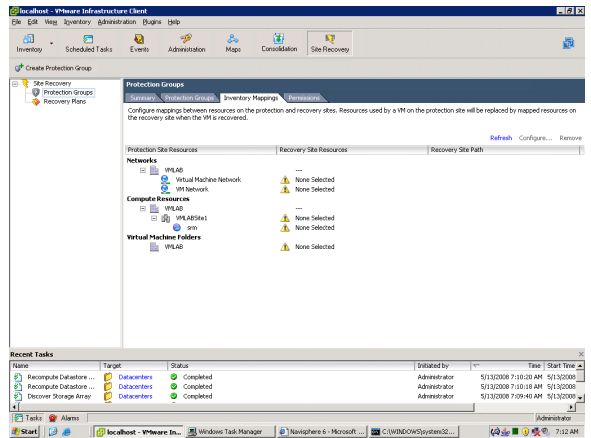 localhost - VMware Infrastructure Client
File Edit View Inventory Administration Plugins Help
Inventory Scheduled Tasks Events Administration Maps Consolidation Site Recovery
Create Protection Group
Site Recovery
Protection Groups
Recovery Plans
Protection Groups
Summary Protection Groups Inventory Mappings Permissions
Configure mappings between resources on the protection and recovery sites. Resources used by a VM on the protection site will be replaced by mapped resources on
the recovery site when the VM is recovered.
Refresh Configure... Remove
Protection Site Resources Recovery Site Resources Recovery Site Path
Networks
VMLAB ---
Virtual Machine Network None Selected
VM Network None Selected
Compute Resources
VMLAB ---
VMLABSite1 None Selected
srm None Selected
Virtual Machine Folders
VMLAB None Selected
Recent Tasks
Name Target Status Initiated by Time Start Time
Recompute Datastore ... Datacenters Completed Administrator 5/13/2008 7:10:20 AM 5/13/2008
Recompute Datastore ... Datacenters Completed Administrator 5/13/2008 7:10:18 AM 5/13/2008
Discover Storage Array Datacenters Completed Administrator 5/13/2008 7:09:40 AM 5/13/2008
Tasks Alarms Administrator
Start localhost - VMware In... Windows Task Manager Navisphere 6 - Microsoft ... C:\WINDOWS\system32... 7:12 AM